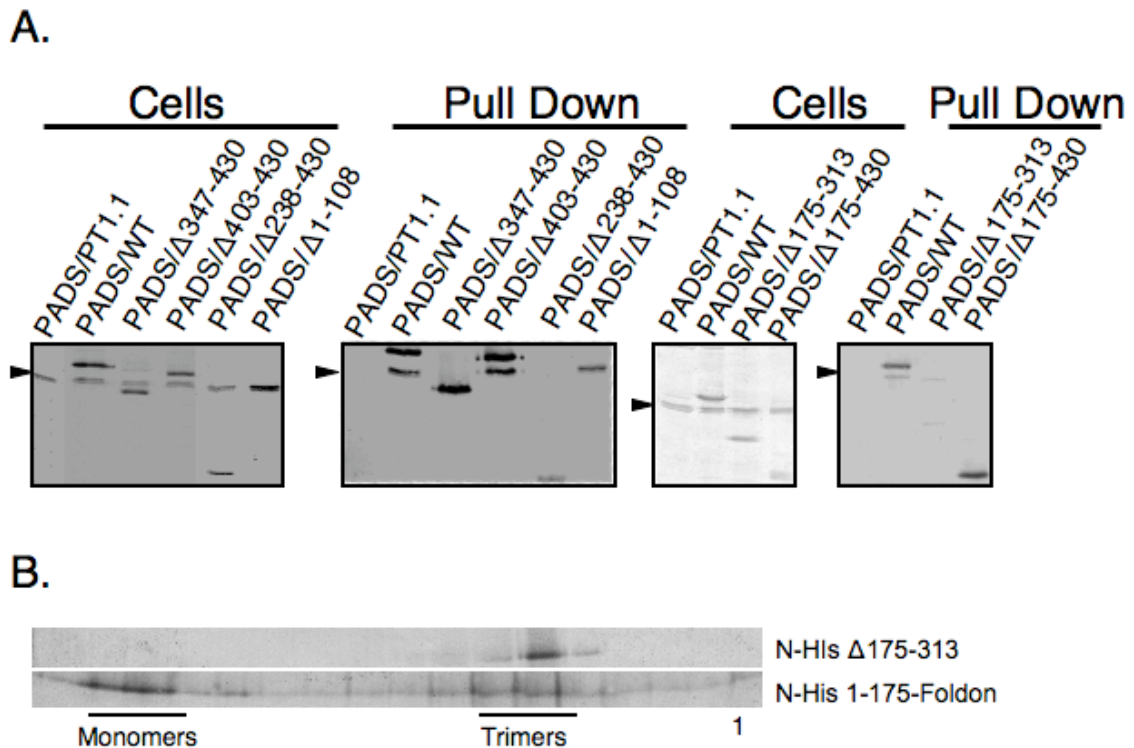 A.
Cells
Pull Down
Cells
Pull Down
PADS/PT1.1
PADS/WT
PADS/Δ347-430
PADS/Δ403-430
PADS/Δ238-430
PADS/Δ1-108
PADS/PT1.1
PADS/WT
PADS/Δ347-430
PADS/Δ403-430
PADS/Δ238-430
PADS/Δ1-108
PADS/PT1.1
PADS/WT
PADS/Δ175-313
PADS/Δ175-430
PADS/PT1.1
PADS/WT
PADS/Δ175-313
PADS/Δ175-430
B.
N-HIs Δ175-313
N-His 1-175-Foldon
Monomers
Trimers
1